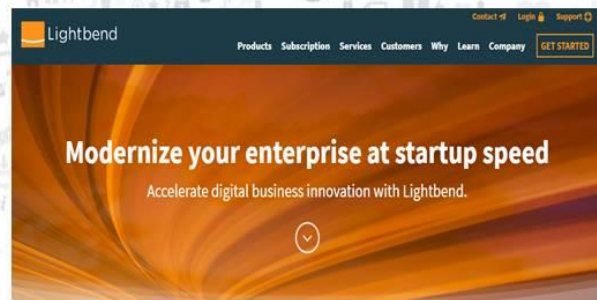 Contact Login Support
Lightbend
Products Subscription Services Customers Why Learn Company GET STARTED
Modernize your enterprise at startup speed
Accelerate digital business innovation with Lightbend.